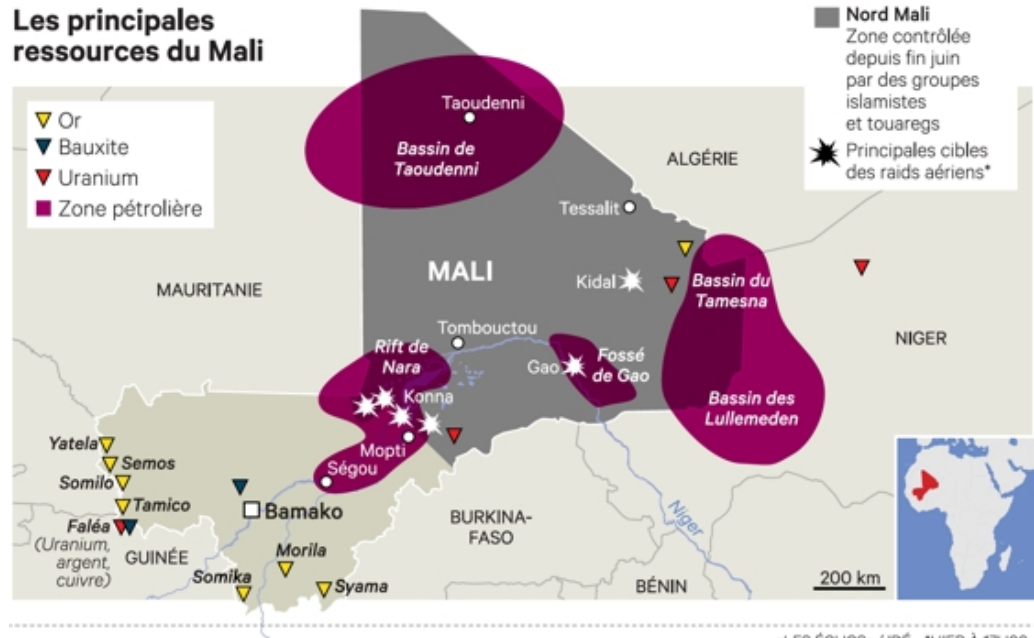 Les principales
ressources du Mali
Or
Bauxite
Uranium
Zone pétrolière
Nord Mali
Zone contrôlée
depuis fin juin
par des groupes
islamistes
et touaregs
Principales cibles
des raids aériens*
Taoudenni
Bassin de
Taoudenni
ALGÉRIE
Tessalit
MALI
Kidal
Bassin du
Tamesna
MAURITANIE
Tombouctou
NIGER
Rift de
Nara
Gao
Fossé
de Gao
Konna
Bassin des
Lullemeden
Mopti
Ségou
Yatela
Semos
Somilo
Tamico
Bamako
Faléa
(Uranium,
argent,
cuivre)
GUINÉE
BURKINA-
FASO
Niger
Morila
Somika
Syama
BÉNIN
200 km